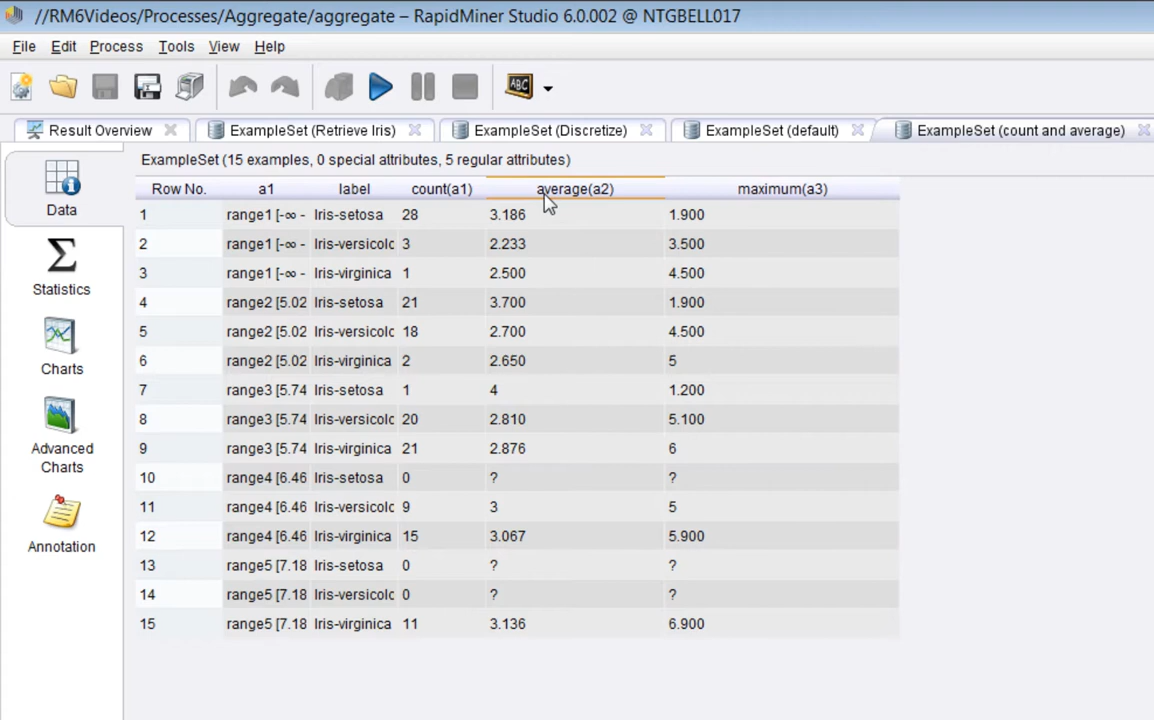 //RM6Videos/Processes/Aggregate/aggregate – RapidMiner Studio 6.0.002 @ NTGBELL017
File Edit Process Tools View Help
ABC
Result Overview ExampleSet (Retrieve Iris) ExampleSet (Discretize) ExampleSet (default) ExampleSet (count and average)
ExampleSet (15 examples, 0 special attributes, 5 regular attributes)
Row No. a1 label count(a1) average(a2) maximum(a3)
1 range1 [-∞ - Iris-setosa 28 3.186 1.900
2 range1 [-∞ - Iris-versicolc 3 2.233 3.500
3 range1 [-∞ - Iris-virginica 1 2.500 4.500
4 range2 [5.02 Iris-setosa 21 3.700 1.900
5 range2 [5.02 Iris-versicolc 18 2.700 4.500
6 range2 [5.02 Iris-virginica 2 2.650 5
7 range3 [5.74 Iris-setosa 1 4 1.200
8 range3 [5.74 Iris-versicolc 20 2.810 5.100
9 range3 [5.74 Iris-virginica 21 2.876 6
10 range4 [6.46 Iris-setosa 0 ? ?
11 range4 [6.46 Iris-versicolc 9 3 5
12 range4 [6.46 Iris-virginica 15 3.067 5.900
13 range5 [7.18 Iris-setosa 0 ? ?
14 range5 [7.18 Iris-versicolc 0 ? ?
15 range5 [7.18 Iris-virginica 11 3.136 6.900
Data
Statistics
Charts
Advanced
Charts
Annotation